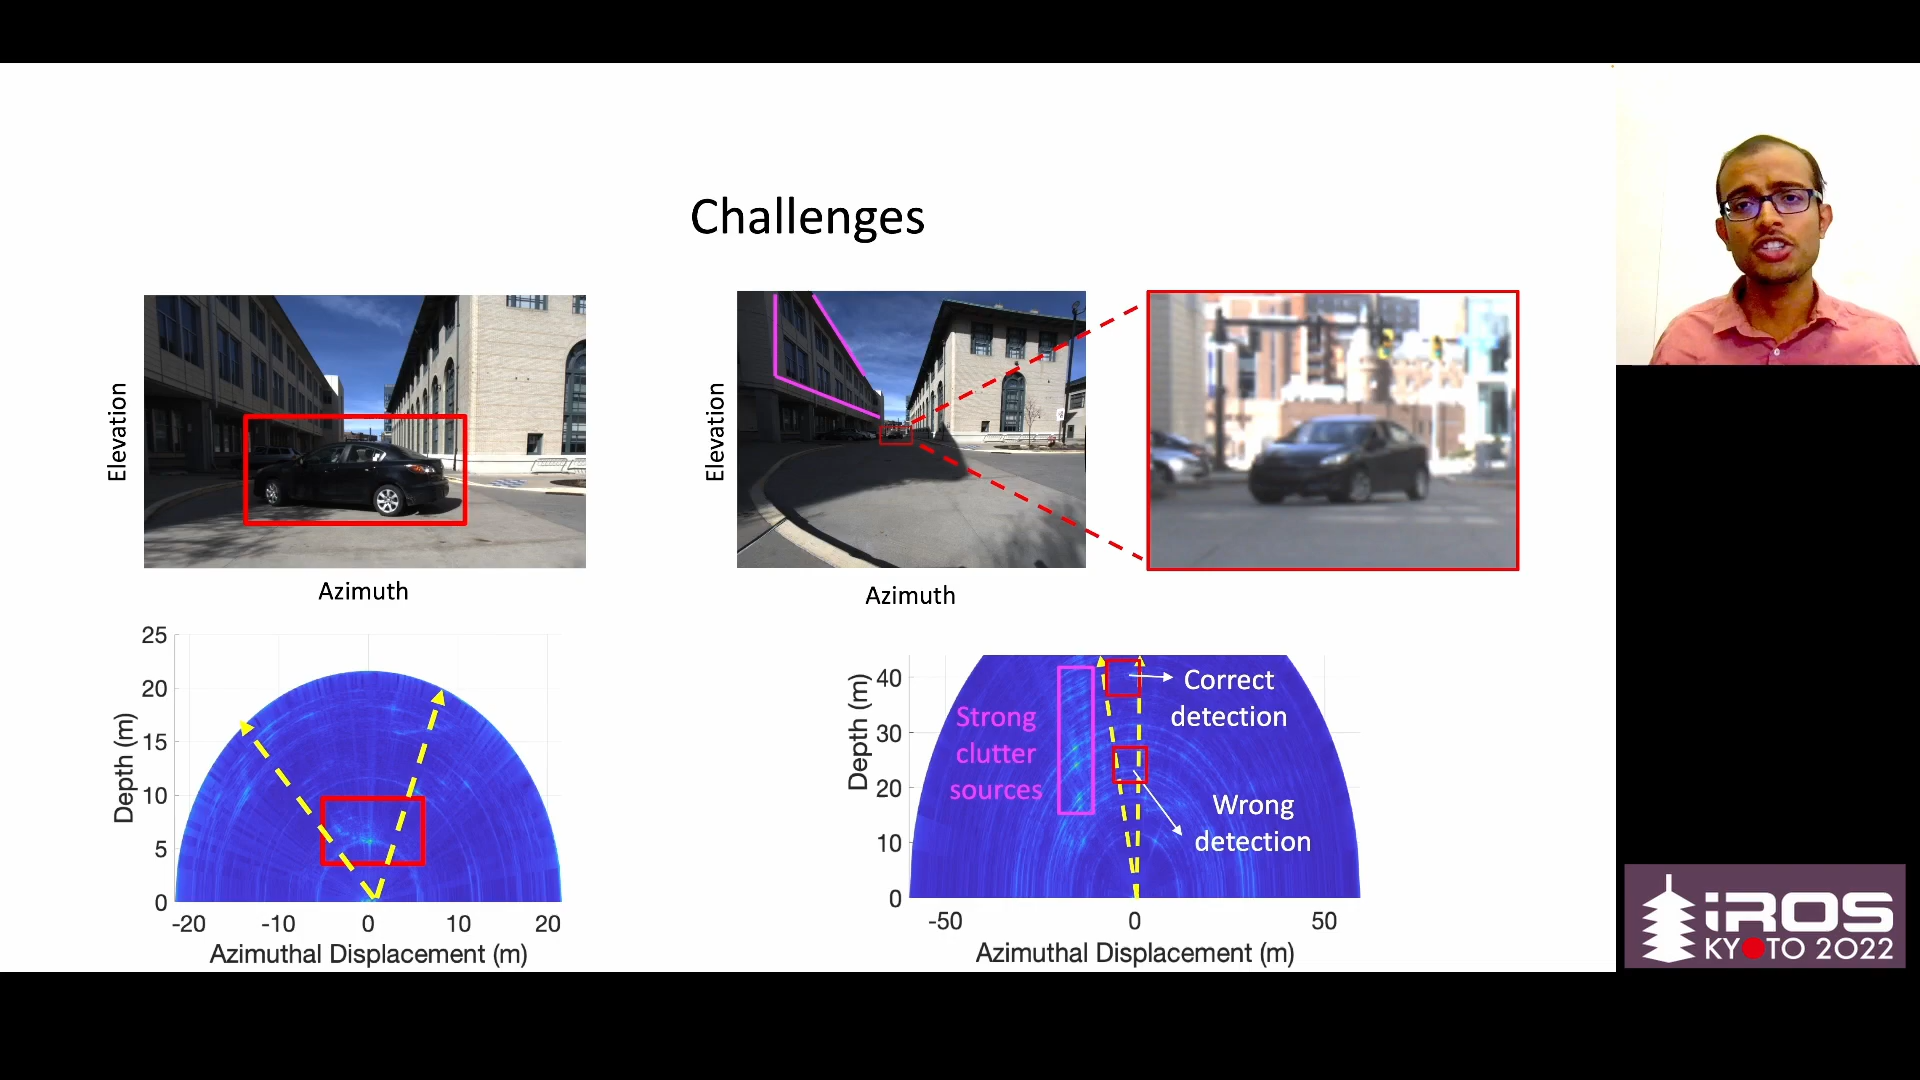 Challenges
Elevation
Azimuth
Elevation
Azimuth
25
20
15
10
5
0
Depth (m)
-20 -10 0 10 20
Azimuthal Displacement (m)
40
30
20
10
0
Depth (m)
Strong
clutter
sources
Correct
detection
Wrong
detection
-50 0 50
Azimuthal Displacement (m)
iROS
KYOTO 2022